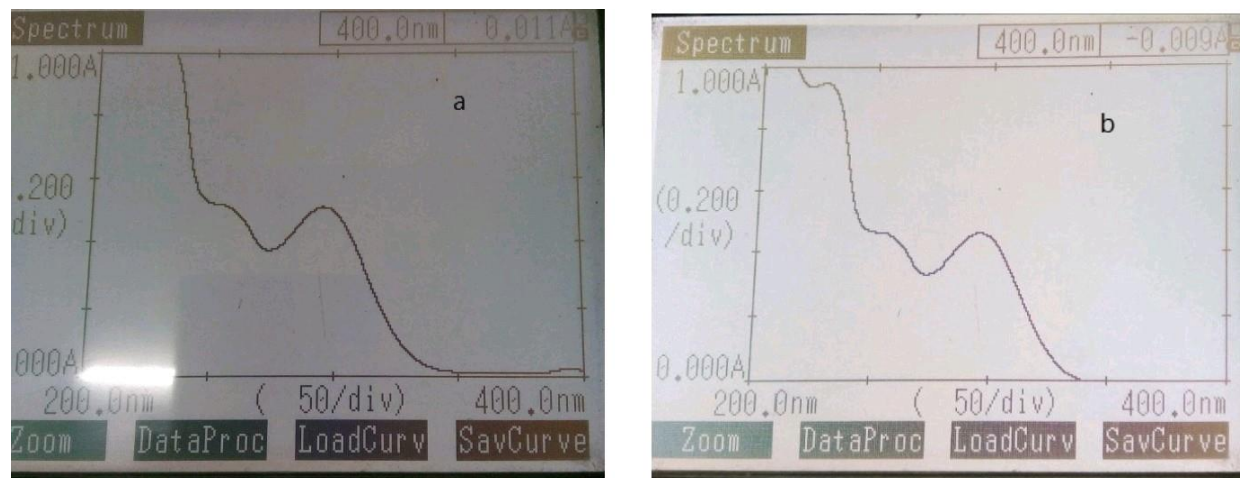 Spectrum 400.0nm 0.011A
1.000A
a
.200
div)
000A
200.0nm ( 50/div) 400.0nm
Zoom DataProc LoadCurv SavCurve
Spectrum 400.0nm -0.009A
1.000A
b
(0.200
/div)
0.000A
200.0nm ( 50/div) 400.0nm
Zoom DataProc LoadCurv SavCurve